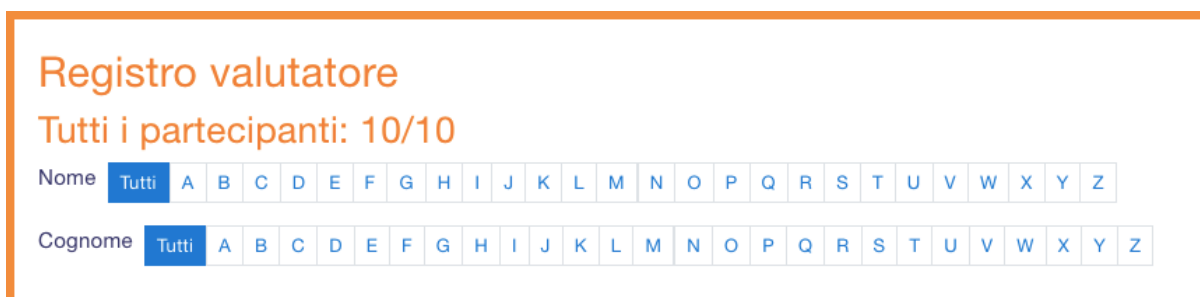 Registro valutatore
Tutti i partecipanti: 10/10
Nome Tutti A B C D E F G H I J K L M N O P Q R S T U V W X Y Z
Cognome Tutti A B C D E F G H I J K L M N O P Q R S T U V W X Y Z